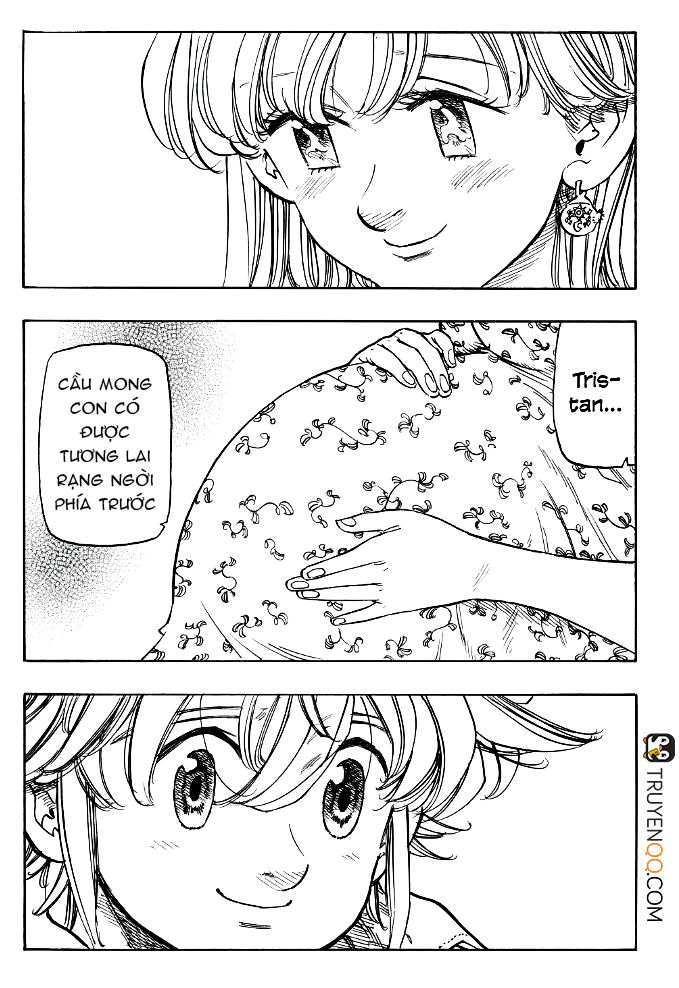 Tris-
tan...
CẦU MONG
CON CÓ
ĐƯỢC
TƯƠNG LAI
RẠNG NGỜI
PHÍA TRƯỚC
TRUYENQQ.COM